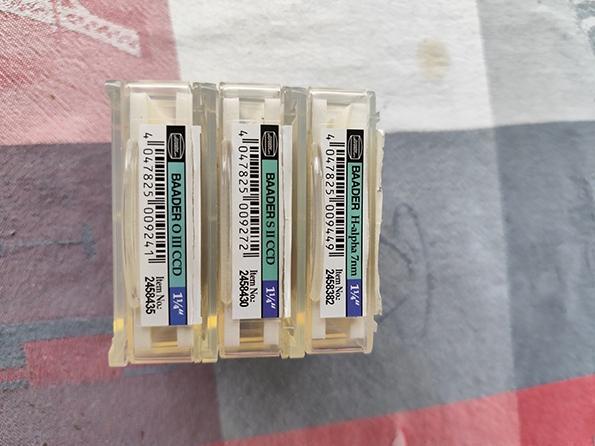 BAADER O III CCD 1¼"
4 047825 009241
Item No.:
2458435
BAADER S II CCD 1¼"
4 047825 009272
Item No.:
2458430
BAADER H-alpha 7nm 1¼"
4 047825 009449
Item No.:
2458382